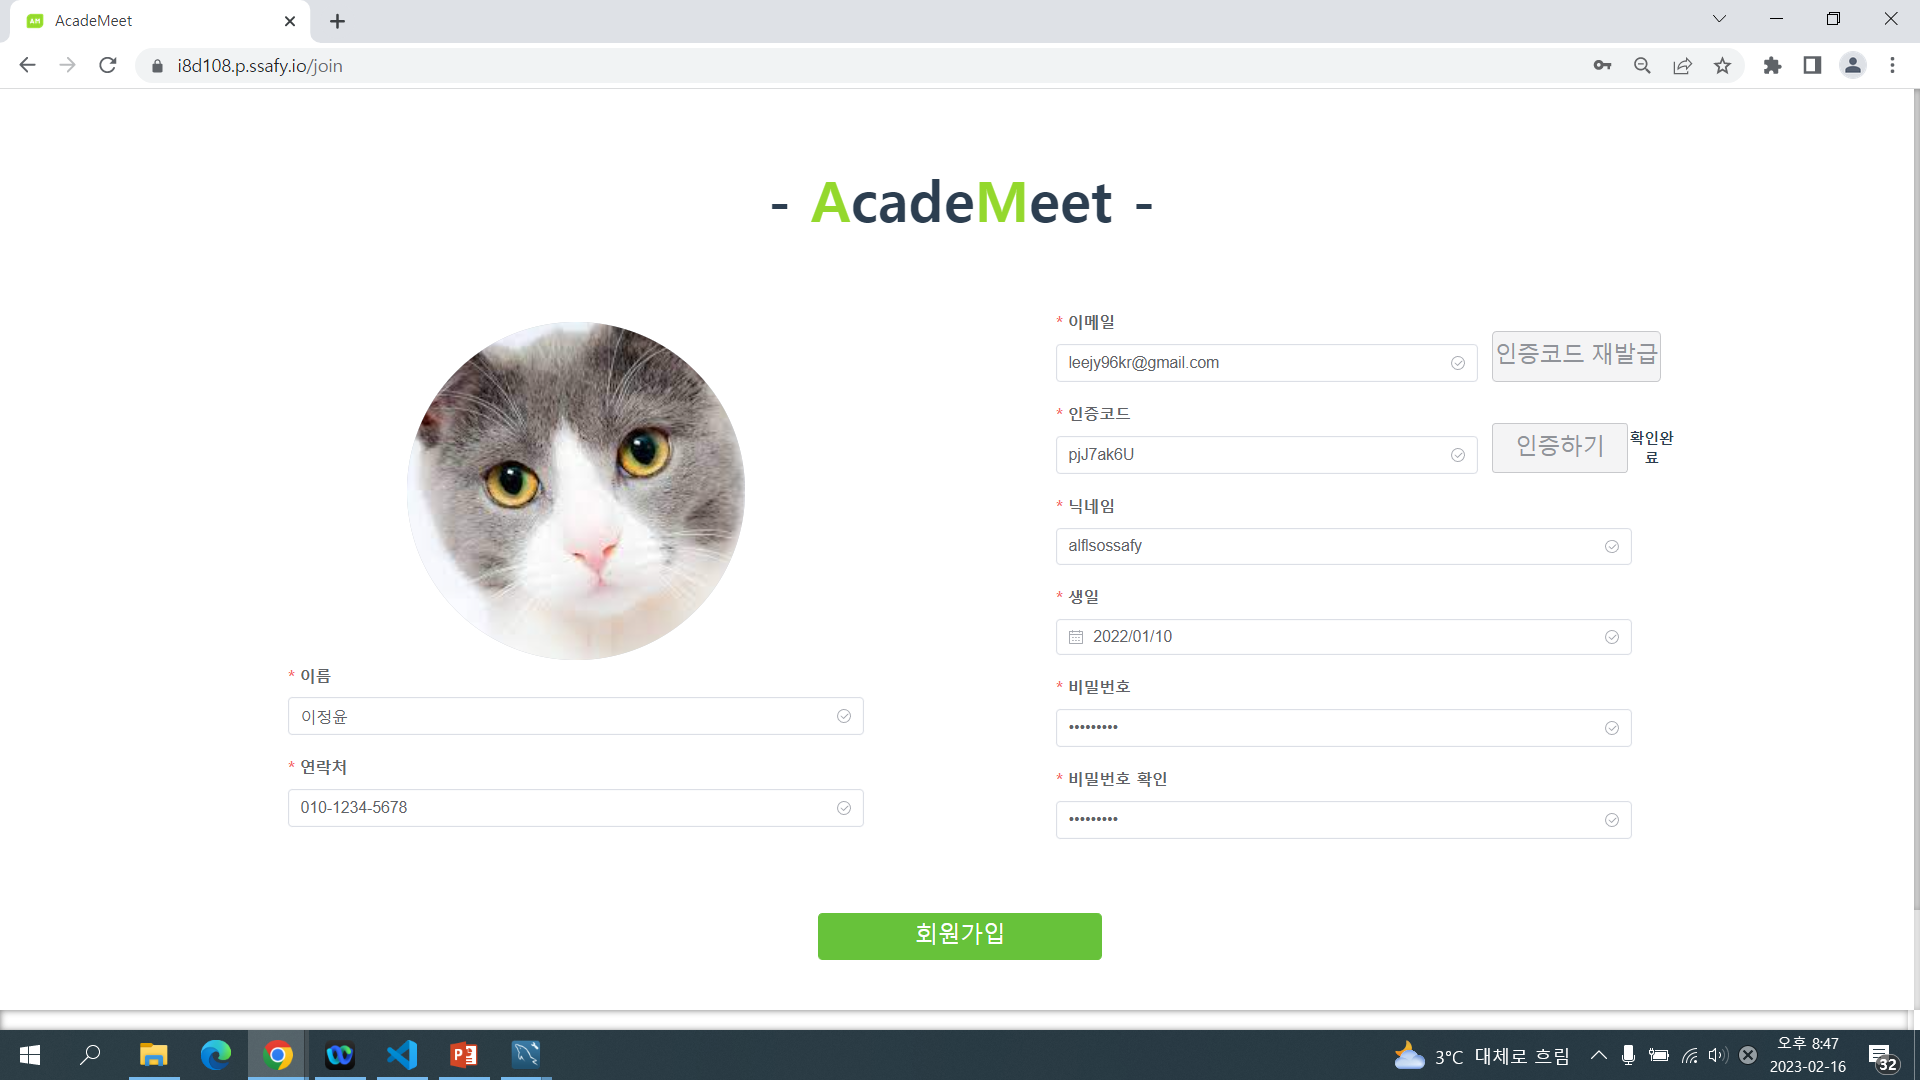 AcadeMeet
i8d108.p.ssafy.io/join
- AcadeMeet -
* 이름
이정윤
* 연락처
010-1234-5678
* 이메일
leejy96kr@gmail.com
인증코드 재발급
* 인증코드
pjJ7ak6U
인증하기
확인완
료
* 닉네임
alflsossafy
* 생일
2022/01/10
* 비밀번호
•••••••••
* 비밀번호 확인
•••••••••
회원가입
3°C 대체로 흐림
오후 8:47
2023-02-16
32